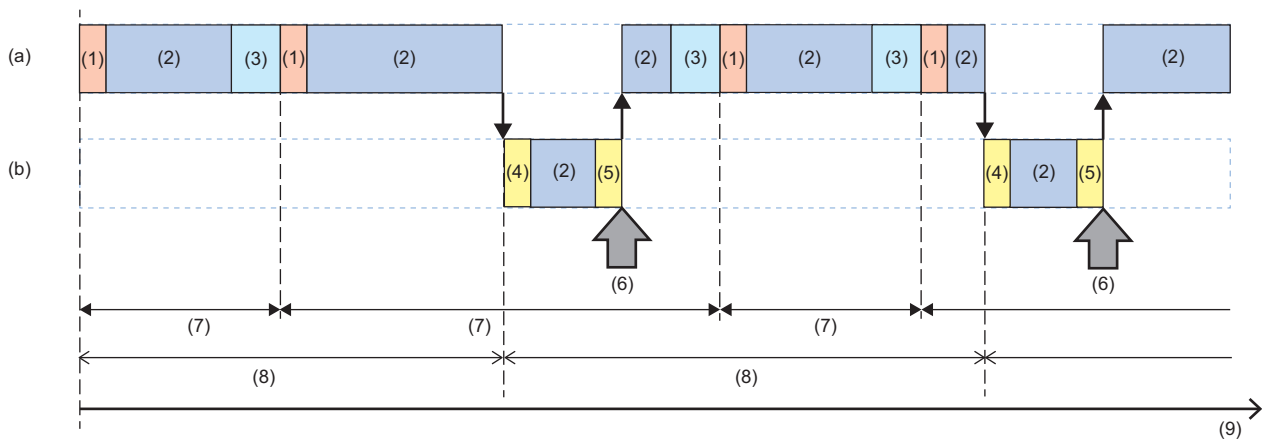 (a) (1) (2) (3) (1) (2) (2) (3) (1) (2) (3) (1) (2) (2)
(b) (4) (2) (5) (4) (2) (5)
(6) (6)
(7) (7) (7)
(8) (8)
(9)